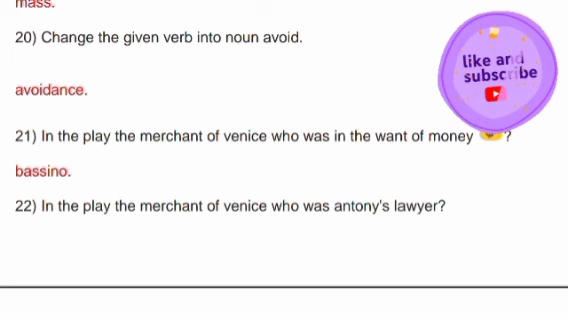 mass.
20) Change the given verb into noun avoid.
like and
subscribe
avoidance.
21) In the play the merchant of venice who was in the want of money ?
bassino.
22) In the play the merchant of venice who was antony's lawyer?